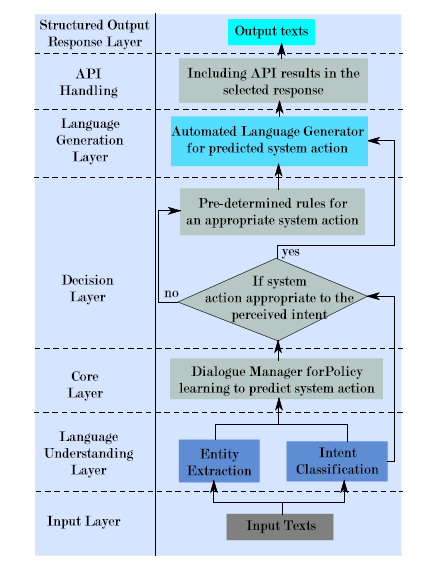 Structured Output
Response Layer
Output texts
API
Handling
Including API results in the
selected response
Language
Generation
Layer
Automated Language Generator
for predicted system action
Pre-determined rules for
an appropriate system action
yes
no
If system
action appropriate to the
perceived intent
Decision
Layer
Core
Layer
Dialogue Manager forPolicy
learning to predict system action
Language
Understanding
Layer
Entity
Extraction
Intent
Classification
Input Layer
Input Texts